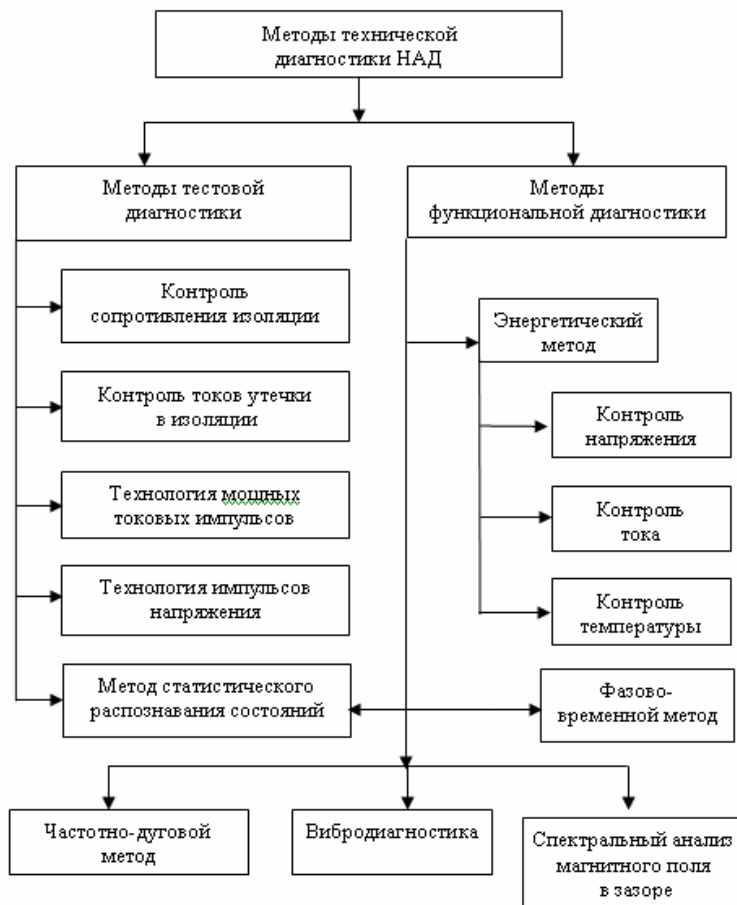 Методы технической
диагностики НАД
Методы тестовой
диагностики
Методы
функциональной диагностики
Контроль
сопротивления изоляции
Энергетический
метод
Контроль токов утечки
в изоляции
Контроль
напряжения
Технология мощных
токовых импульсов
Контроль
тока
Технология импульсов
напряжения
Контроль
температуры
Метод статистического
распознавания состояний
Фазово-
временной метод
Частотно-дуговой
метод
Вибродиагностика
Спектральный анализ
магнитного поля
в зазоре